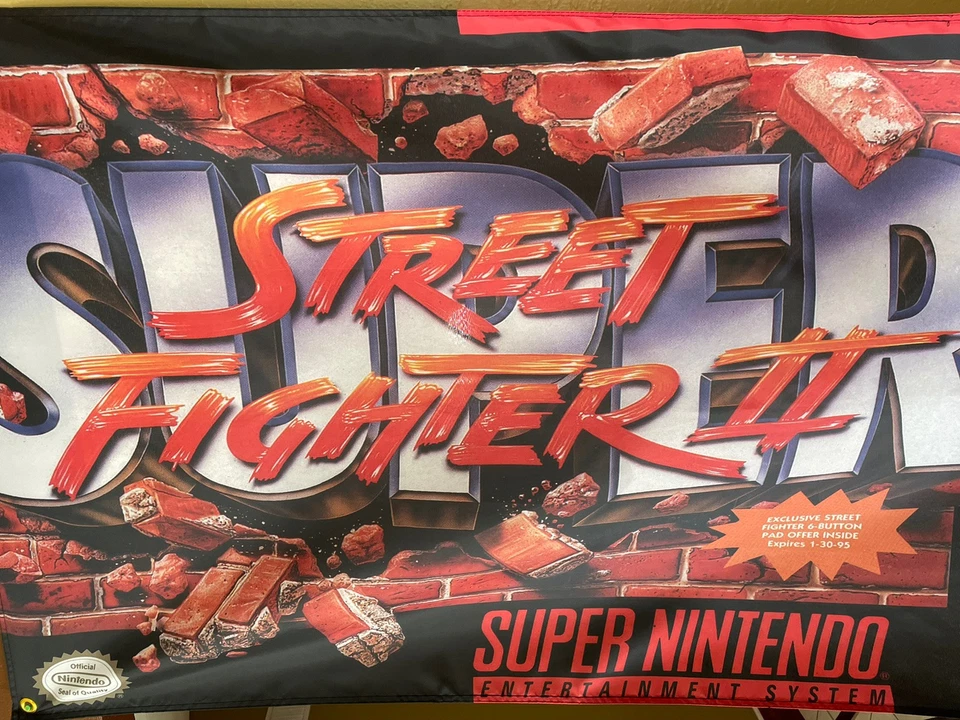 SUPER
STREET
FIGHTER II
EXCLUSIVE STREET
FIGHTER 6-BUTTON
PAD OFFER INSIDE
Expires 1-30-95
SUPER NINTENDO®
ENTERTAINMENT SYSTEM
Official
Nintendo
Seal of Quality